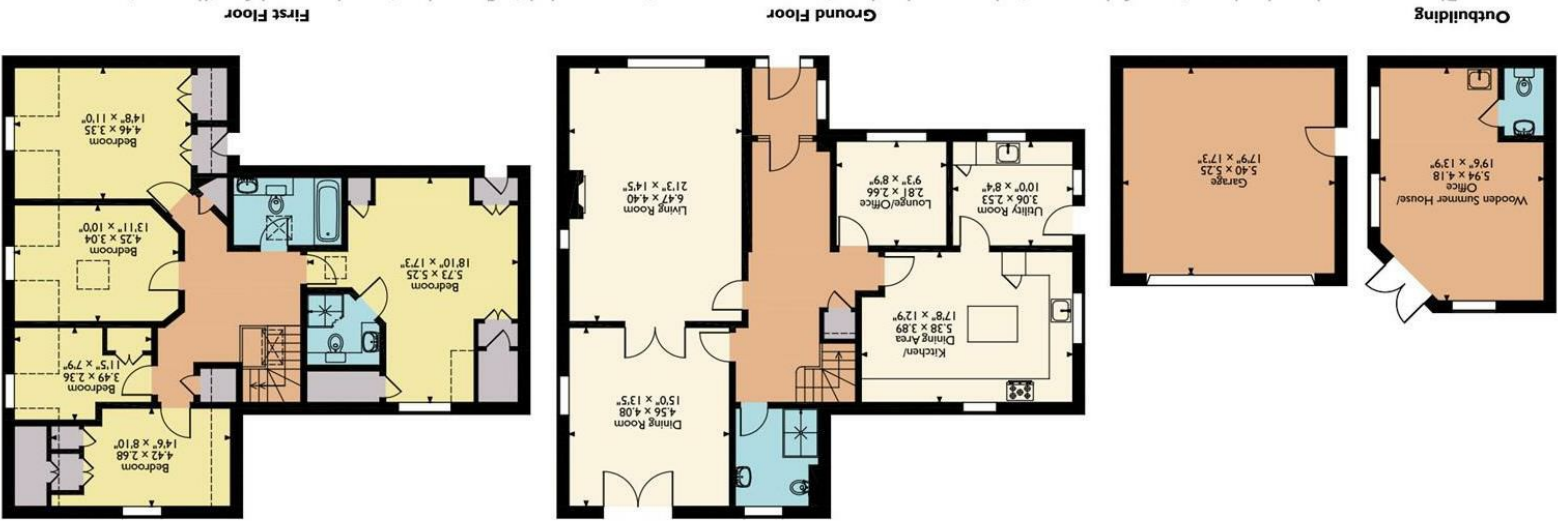 Wooden Summer House/
Office
5.94 × 4.18
19'6" × 13'9"
Garage
5.40 × 5.25
17'9" × 17'3"
Outbuilding
Kitchen/
Dining Area
5.38 × 3.89
17'8" × 12'9"
Dining Room
4.56 × 4.08
15'0" × 13'5"
Utility Room
3.06 × 2.53
10'0" × 8'4"
Lounge/Office
2.81 × 2.66
9'3" × 8'9"
Living Room
6.47 × 4.40
21'3" × 14'5"
Ground Floor
Bedroom
4.42 × 2.68
14'6" × 8'10"
3.49 × 2.36
11'5" × 7'9"
Bedroom
Bedroom
5.73 × 5.25
18'10" × 17'3"
Bedroom
4.25 × 3.04
13'11" × 10'0"
Bedroom
4.46 × 3.35
14'8" × 11'0"
First Floor